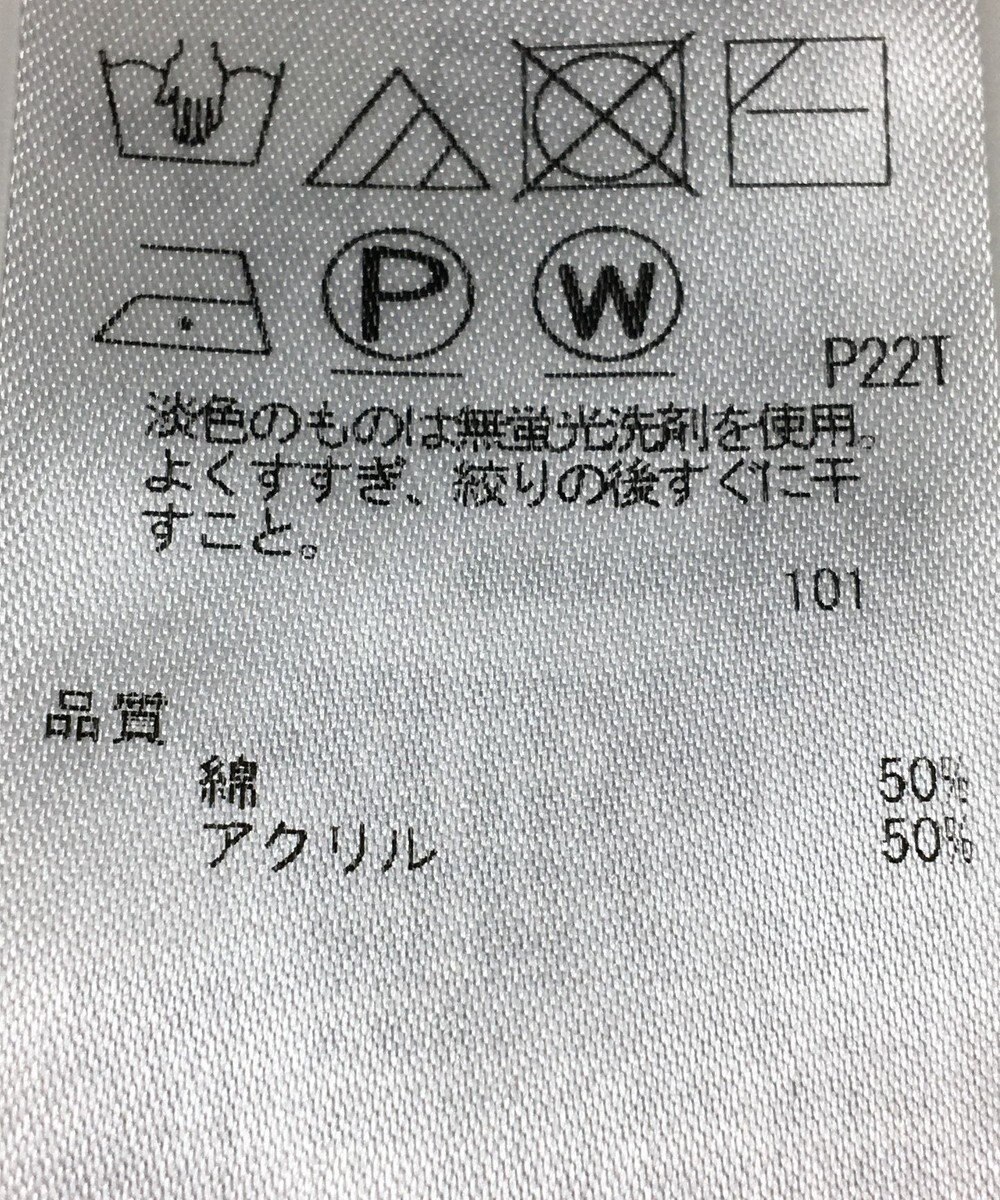 P W
P22T
淡色のものは無蛍光洗剤を使用。
よくすすぎ、絞りの後すぐに干
すこと。
101
品質
綿 50%
アクリル 50%